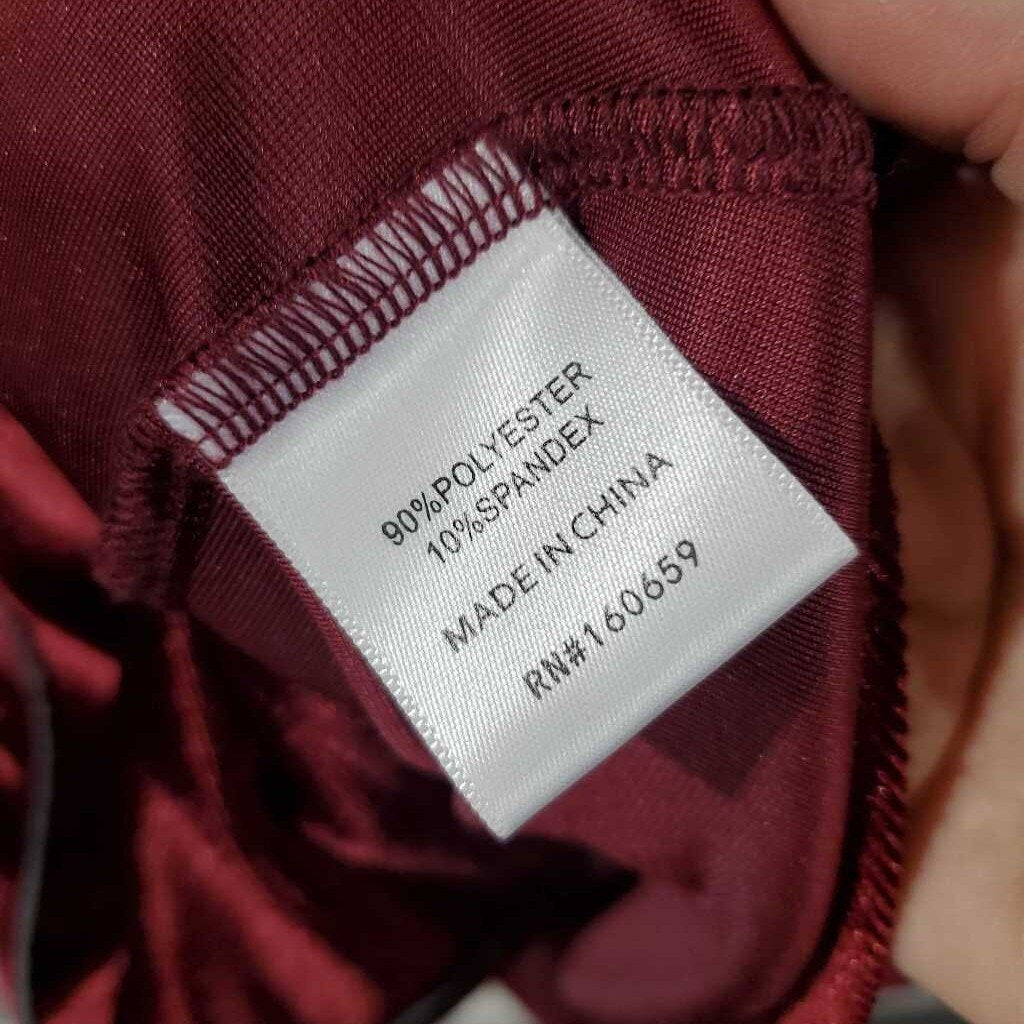 90%POLYESTER
10%SPANDEX
MADE IN CHINA
RN#160659